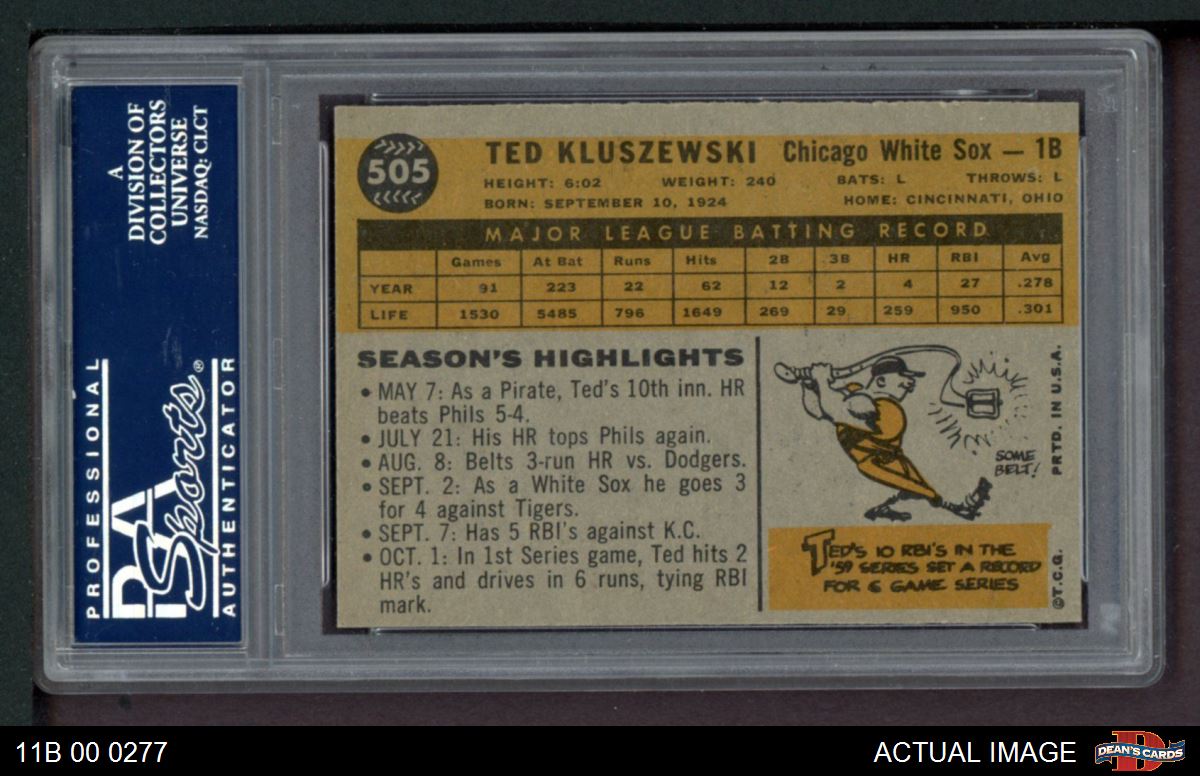 A
DIVISION OF
COLLECTORS
UNIVERSE
NASDAQ: CLCT
PROFESSIONAL
PSA
Sports®
AUTHENTICATOR
505
TED KLUSZEWSKI Chicago White Sox — 1B
HEIGHT: 6:02 WEIGHT: 240 BATS: L THROWS: L
BORN: SEPTEMBER 10, 1924 HOME: CINCINNATI, OHIO
MAJOR LEAGUE BATTING RECORD
Games At Bat Runs Hits 2B 3B HR RBI Avg
YEAR 91 223 22 62 12 2 4 27 .278
LIFE 1530 5485 796 1649 269 29 259 950 .301
SEASON'S HIGHLIGHTS
• MAY 7: As a Pirate, Ted's 10th inn. HR
beats Phils 5-4.
• JULY 21: His HR tops Phils again.
• AUG. 8: Belts 3-run HR vs. Dodgers.
• SEPT. 2: As a White Sox he goes 3
for 4 against Tigers.
• SEPT. 7: Has 5 RBI's against K.C.
• OCT. 1: In 1st Series game, Ted hits 2
HR's and drives in 6 runs, tying RBI
mark.
SOME
BELT!
TED'S 10 RBI'S IN THE
'59 SERIES SET A RECORD
FOR 6 GAME SERIES
PRTD. IN U.S.A.
©T.C.G.
11B 00 0277
ACTUAL IMAGE
DEAN'S CARDS